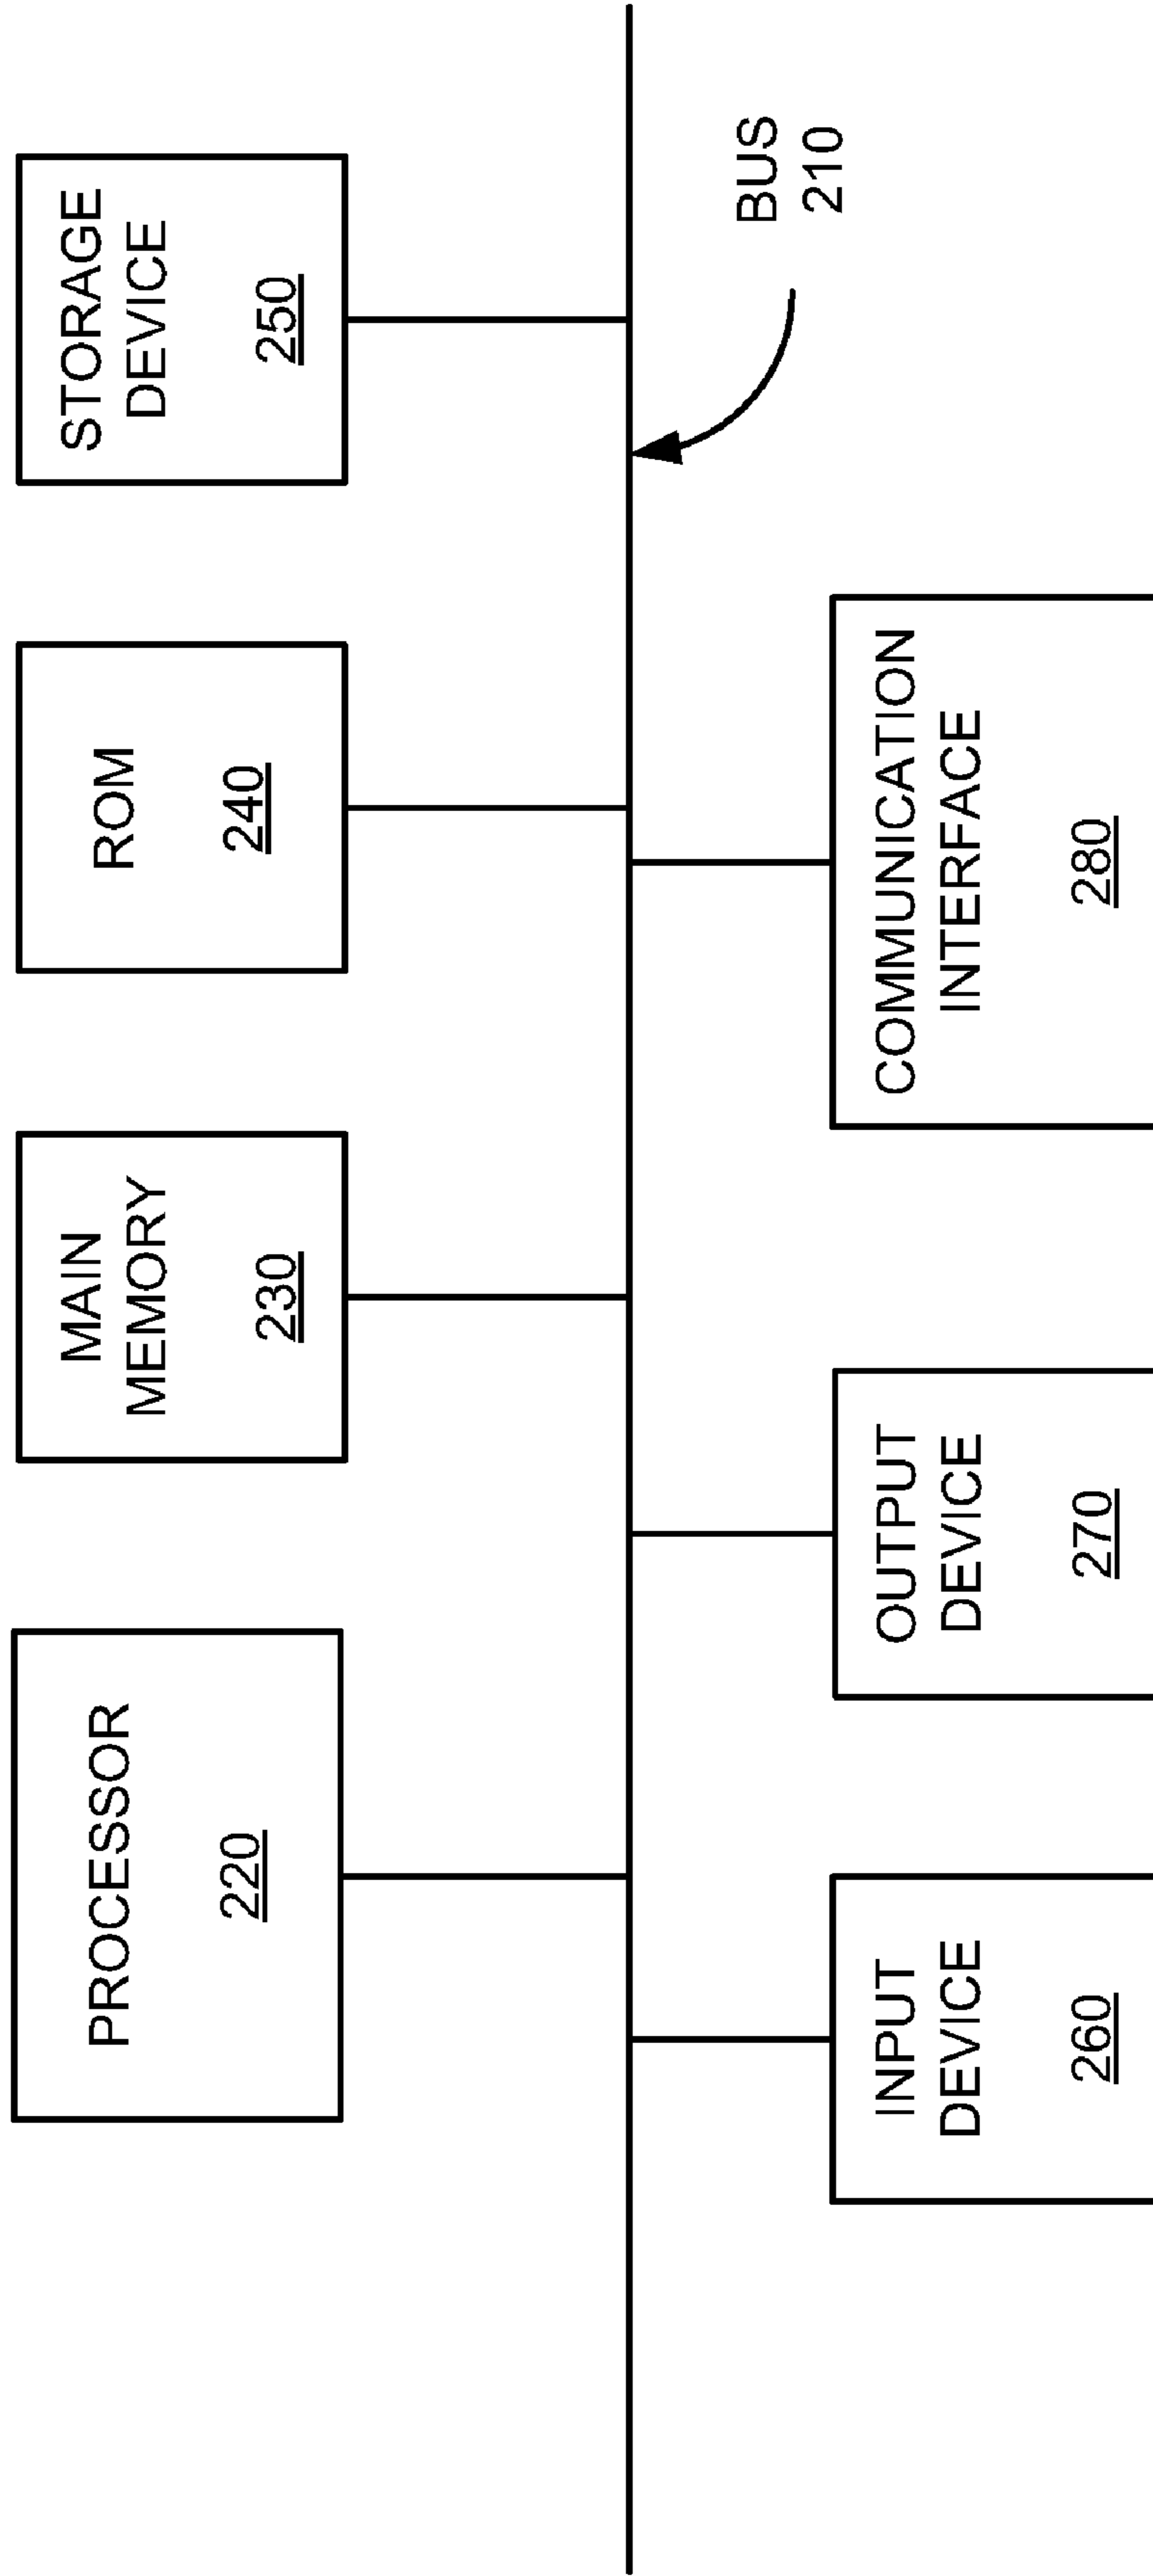 PROCESSOR
220
MAIN
MEMORY
230
ROM
240
STORAGE
DEVICE
250
BUS
210
INPUT
DEVICE
260
OUTPUT
DEVICE
270
COMMUNICATION
INTERFACE
280